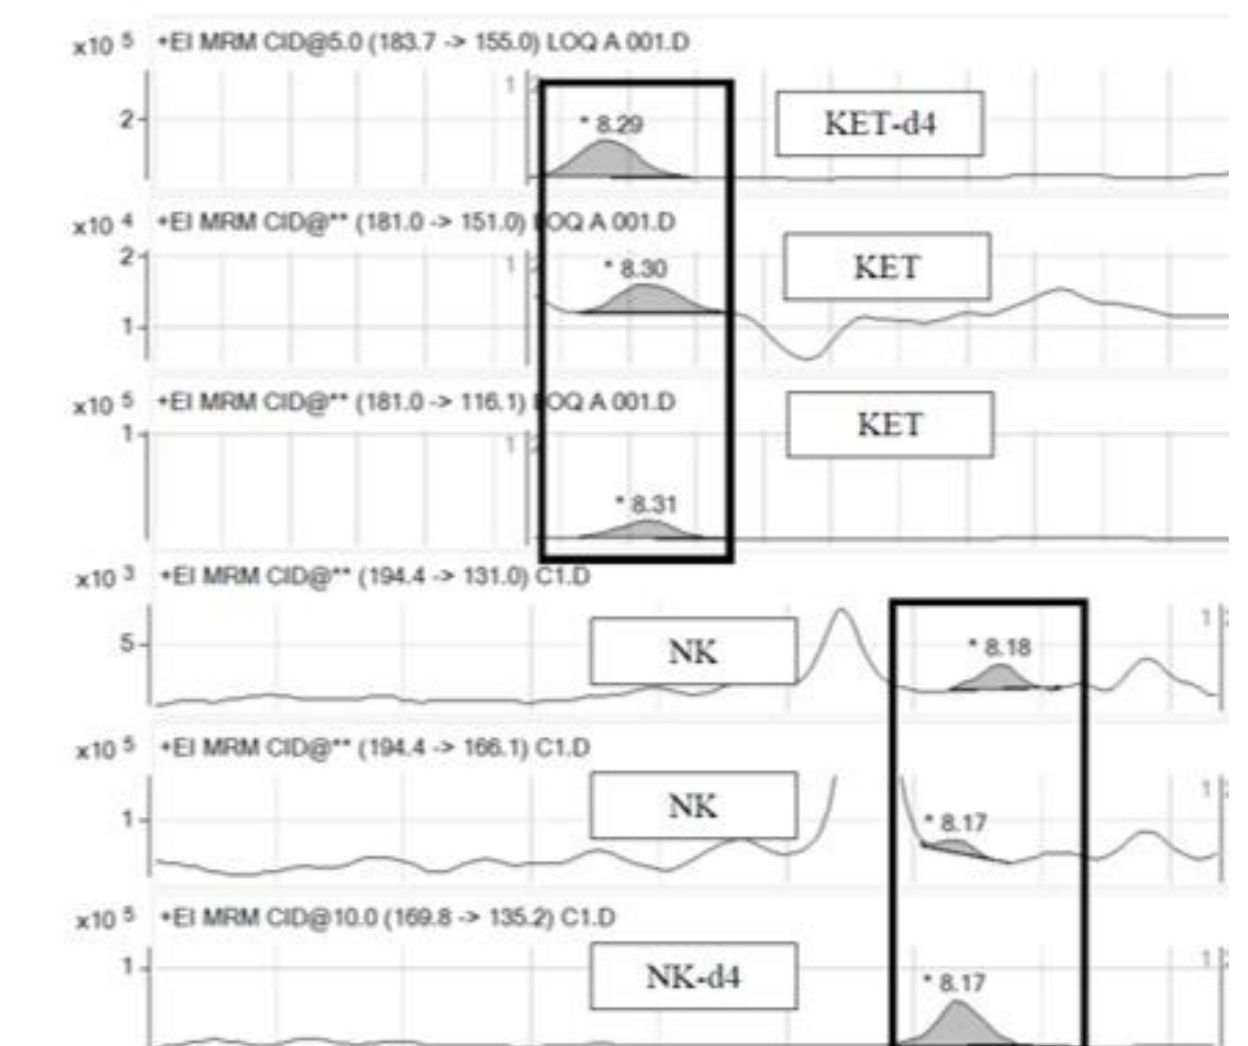 x10 5 +EI MRM CID@5.0 (183.7 -> 155.0) LOQ A 001.D
2
* 8.29
KET-d4
x10 4 +EI MRM CID@** (181.0 -> 151.0) LOQ A 001.D
2
1
* 8.30
KET
x10 5 +EI MRM CID@** (181.0 -> 116.1) LOQ A 001.D
1
* 8.31
KET
x10 3 +EI MRM CID@** (194.4 -> 131.0) C1.D
5
NK
* 8.18
x10 5 +EI MRM CID@** (194.4 -> 166.1) C1.D
1
NK
* 8.17
x10 5 +EI MRM CID@10.0 (169.8 -> 135.2) C1.D
1
NK-d4
* 8.17